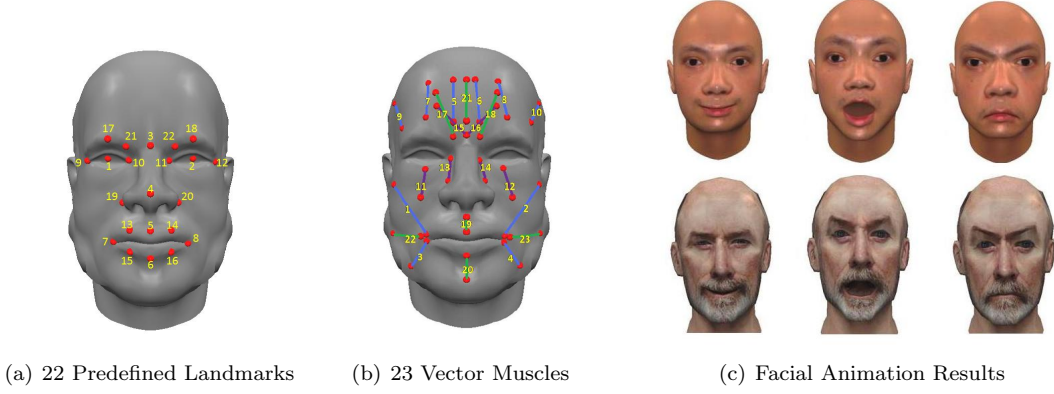 17 21 3 22 18
9 1 10 11 2 12
4
19 20
13 5 14
7 8
15 6 16
7 5 21 6 8
9 17 18 10
15 16
13 14
11 12
1 2
19
22 23
3 4
20
(a) 22 Predefined Landmarks
(b) 23 Vector Muscles
(c) Facial Animation Results